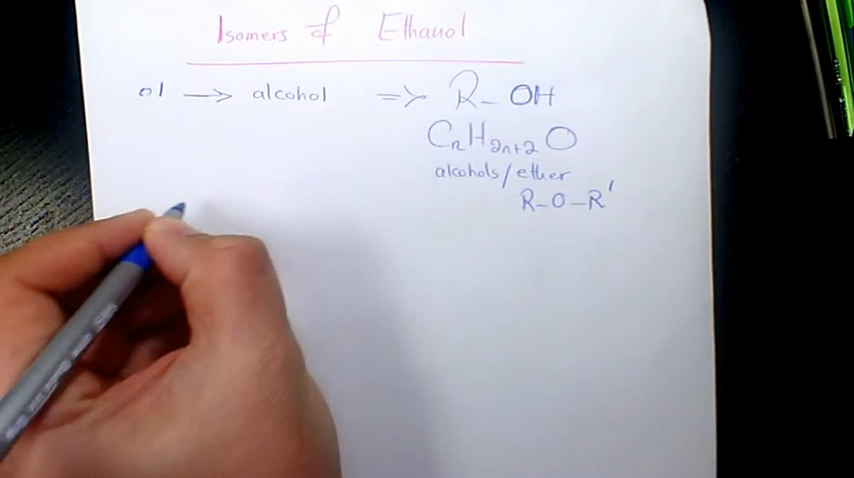 Isomers of Ethanol
ol → alcohol => R-OH
CnH2n+2O
alcohols/ether
R-O-R'